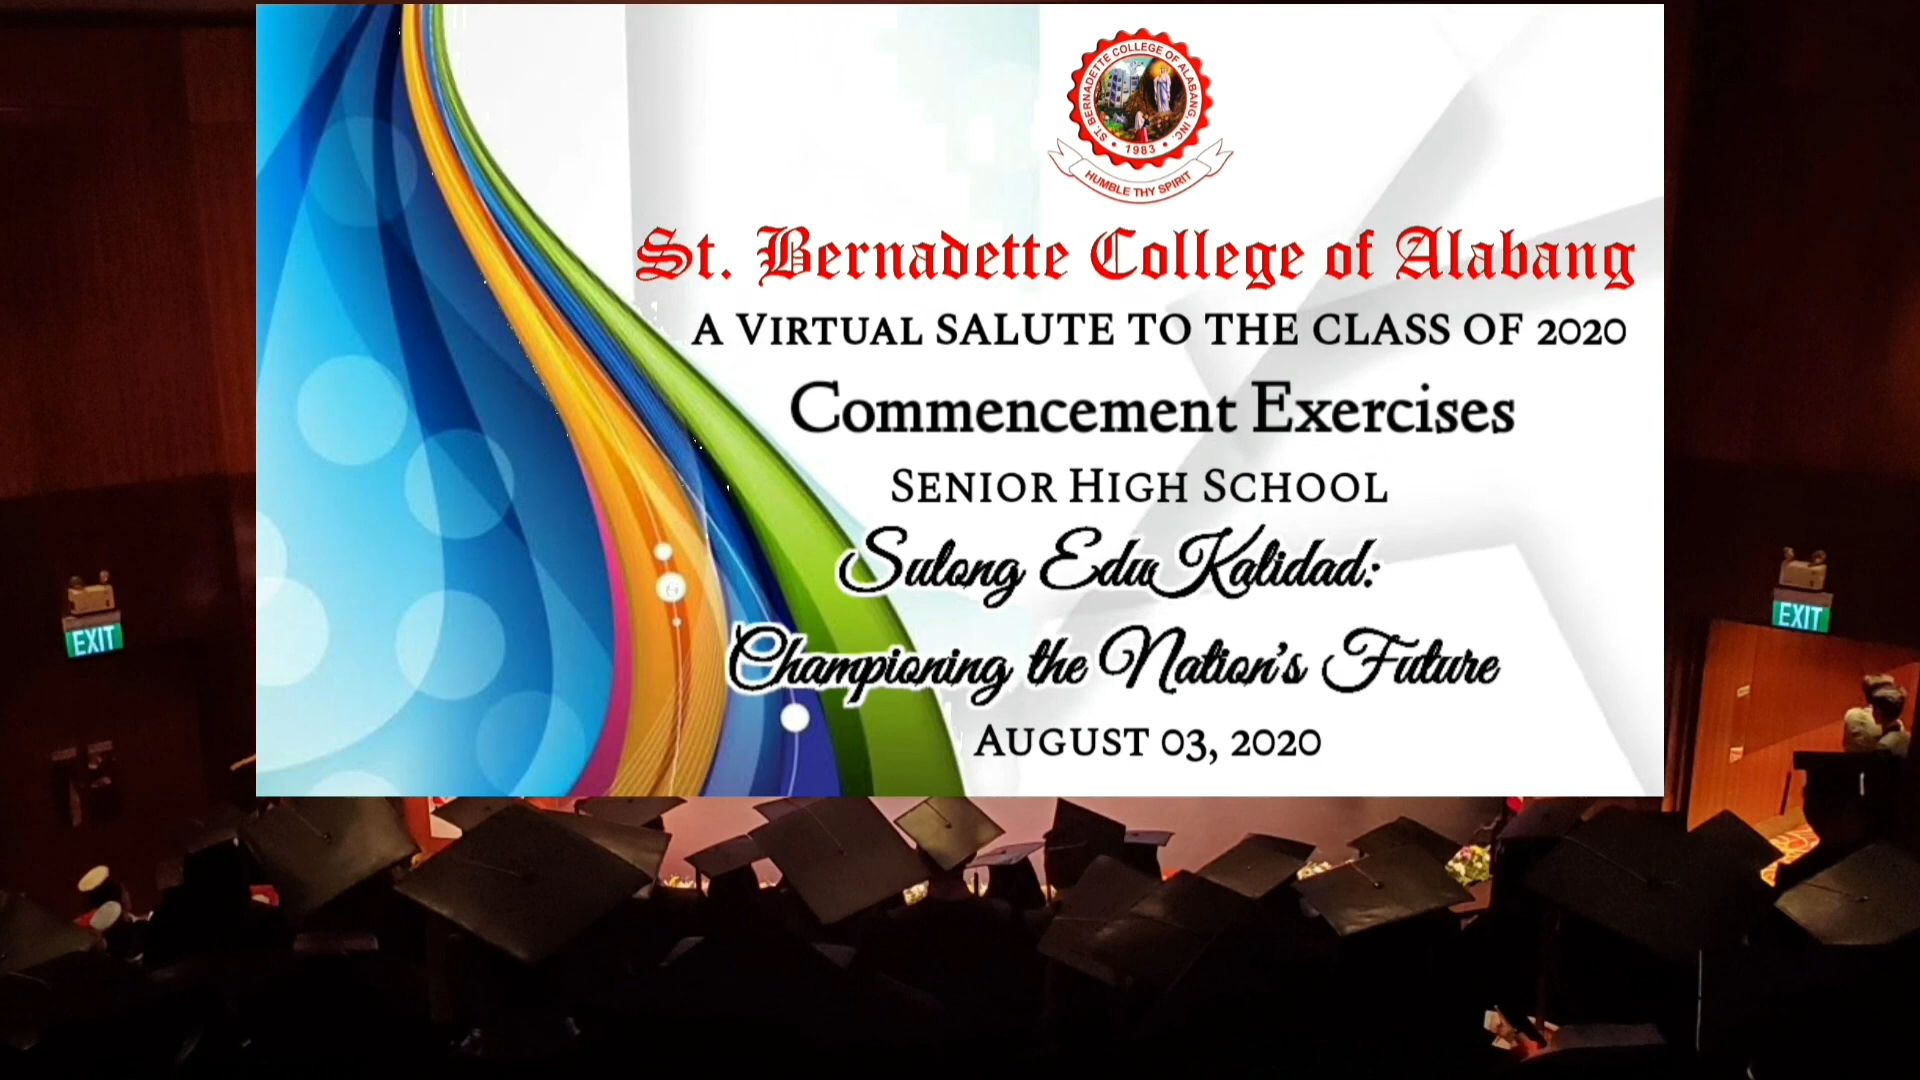 ST. BERNADETTE COLLEGE OF ALABANG, INC.
1983
HUMBLE THY SPIRIT
St. Bernadette College of Alabang
A VIRTUAL SALUTE TO THE CLASS OF 2020
Commencement Exercises
SENIOR HIGH SCHOOL
Sulong EduKalidad:
Championing the Nation's Future
AUGUST 03, 2020
EXIT
EXIT